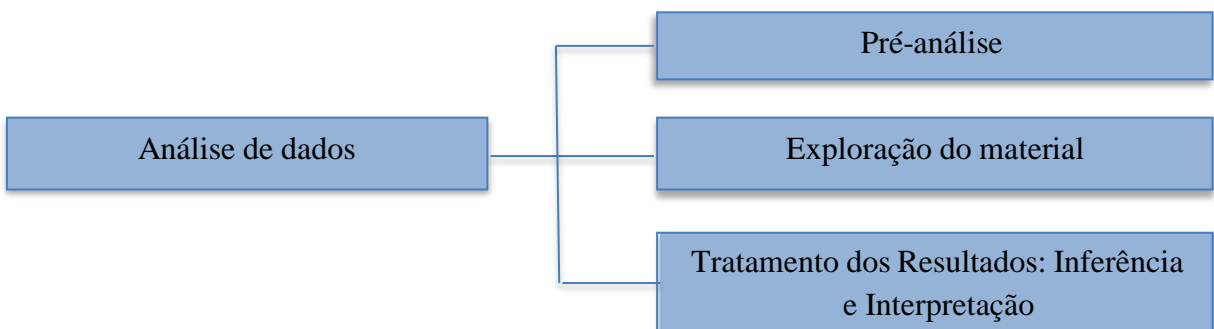 Pré-análise
Análise de dados
Exploração do material
Tratamento dos Resultados: Inferência
e Interpretação